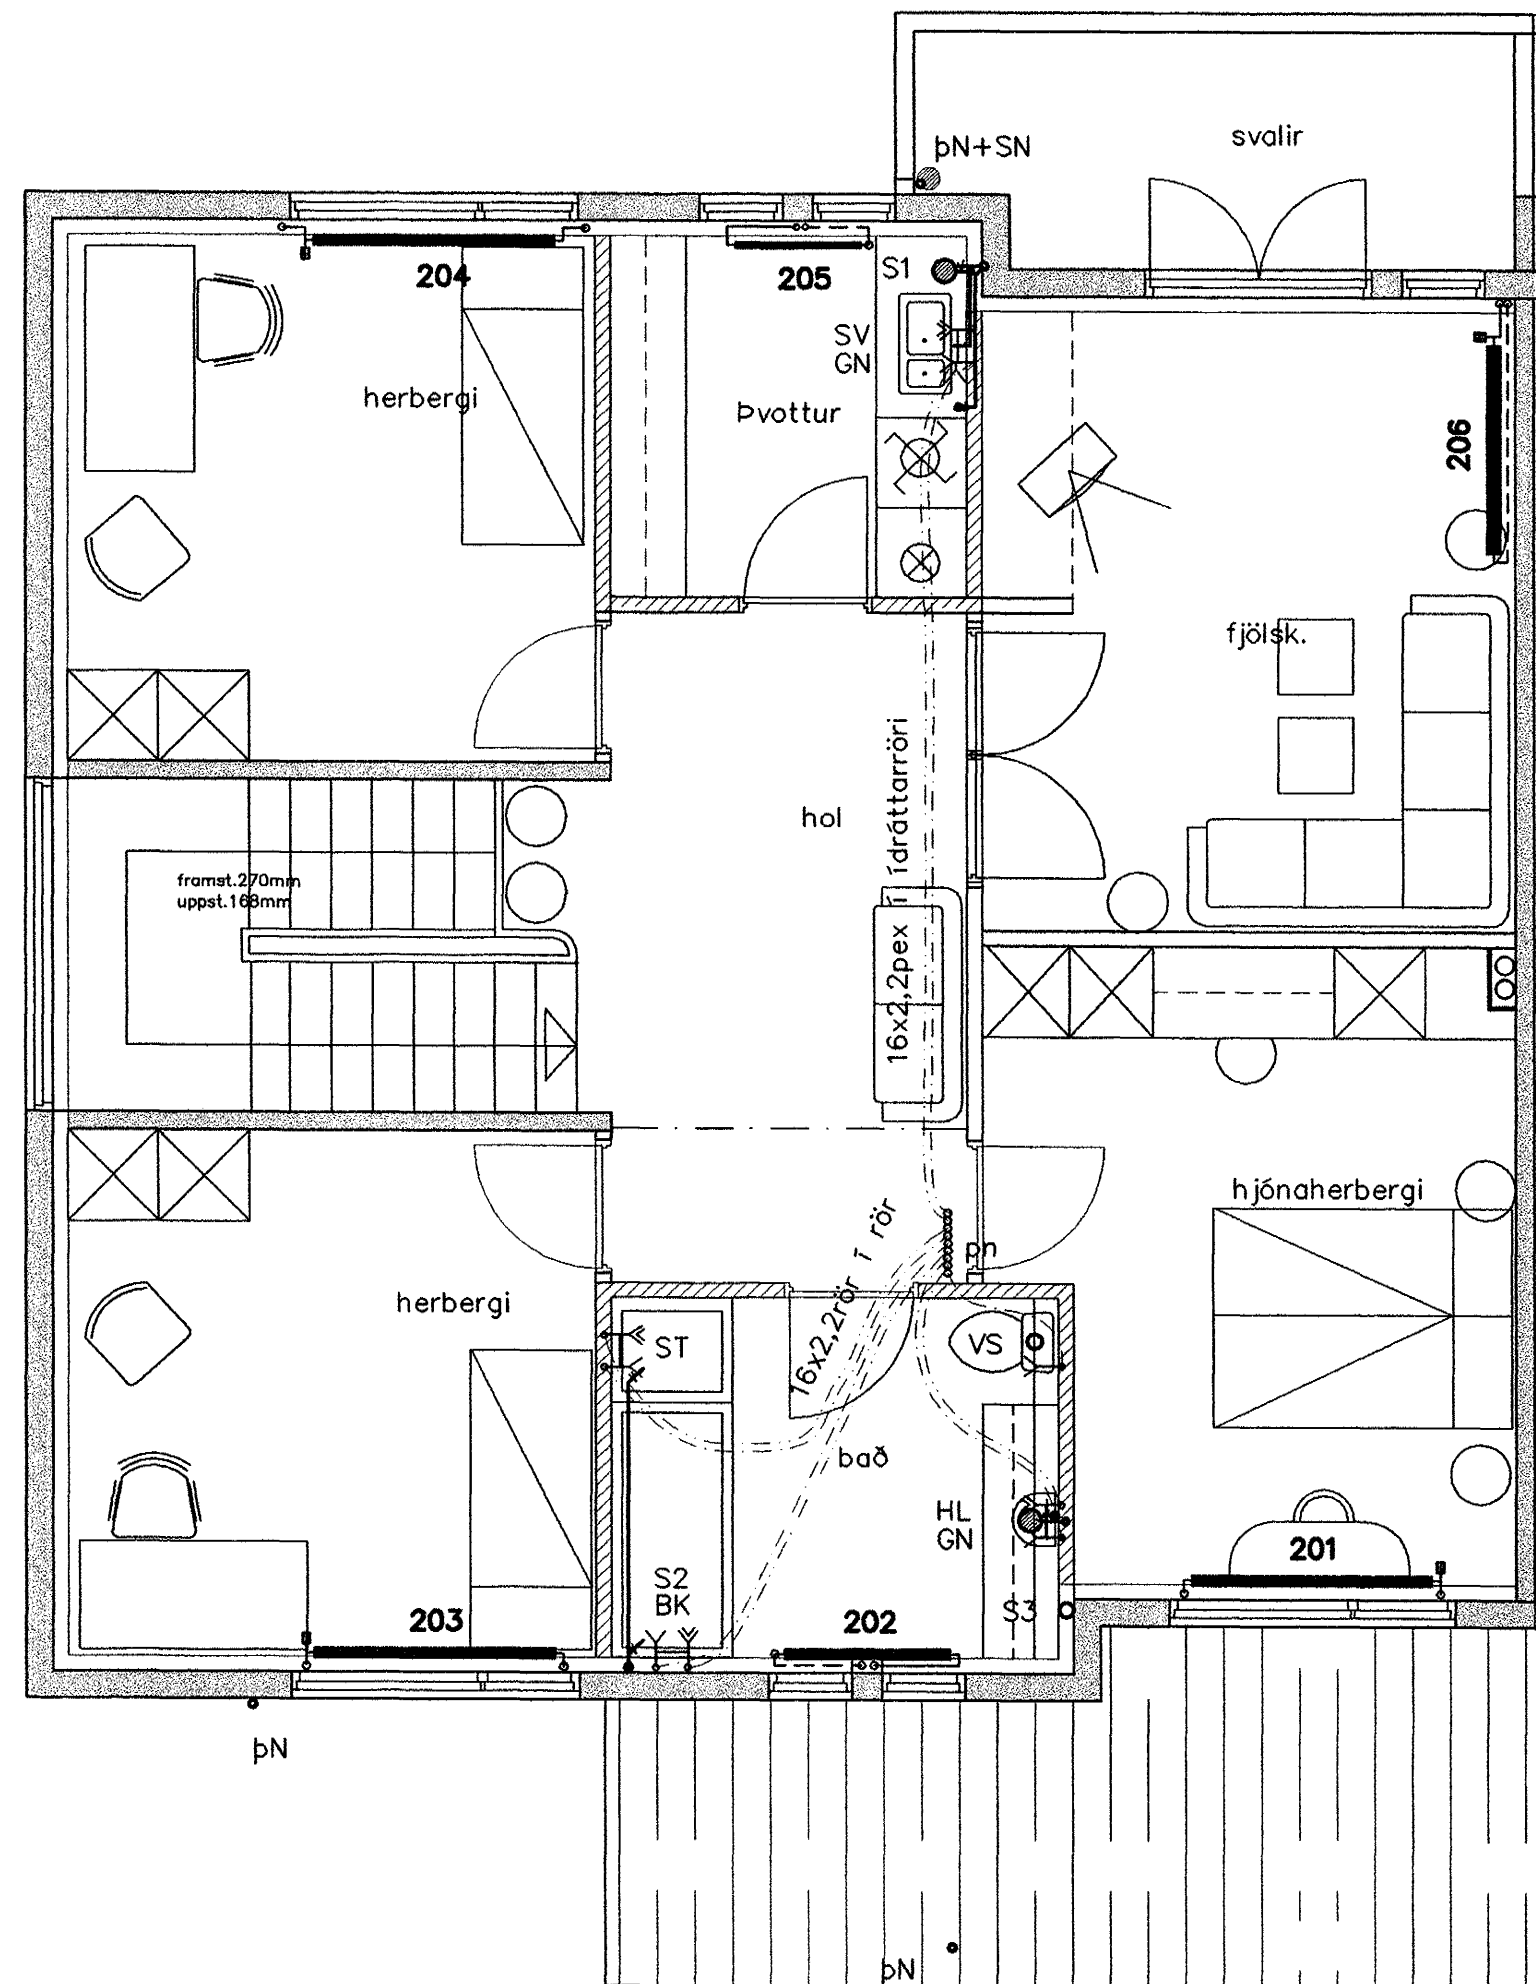 svalir
þN+SN
204
205
S1
SV
GN
herbergi
Þvottur
206
fjölsk.
hol
16x2,2pex í ídráttarröri
framst.270mm
uppst.168mm
hjónaherbergi
16x2,2rör í rör
þn
herbergi
ST
VS
bað
HL
GN
201
S2
BK
S3
203
202
þN
þN